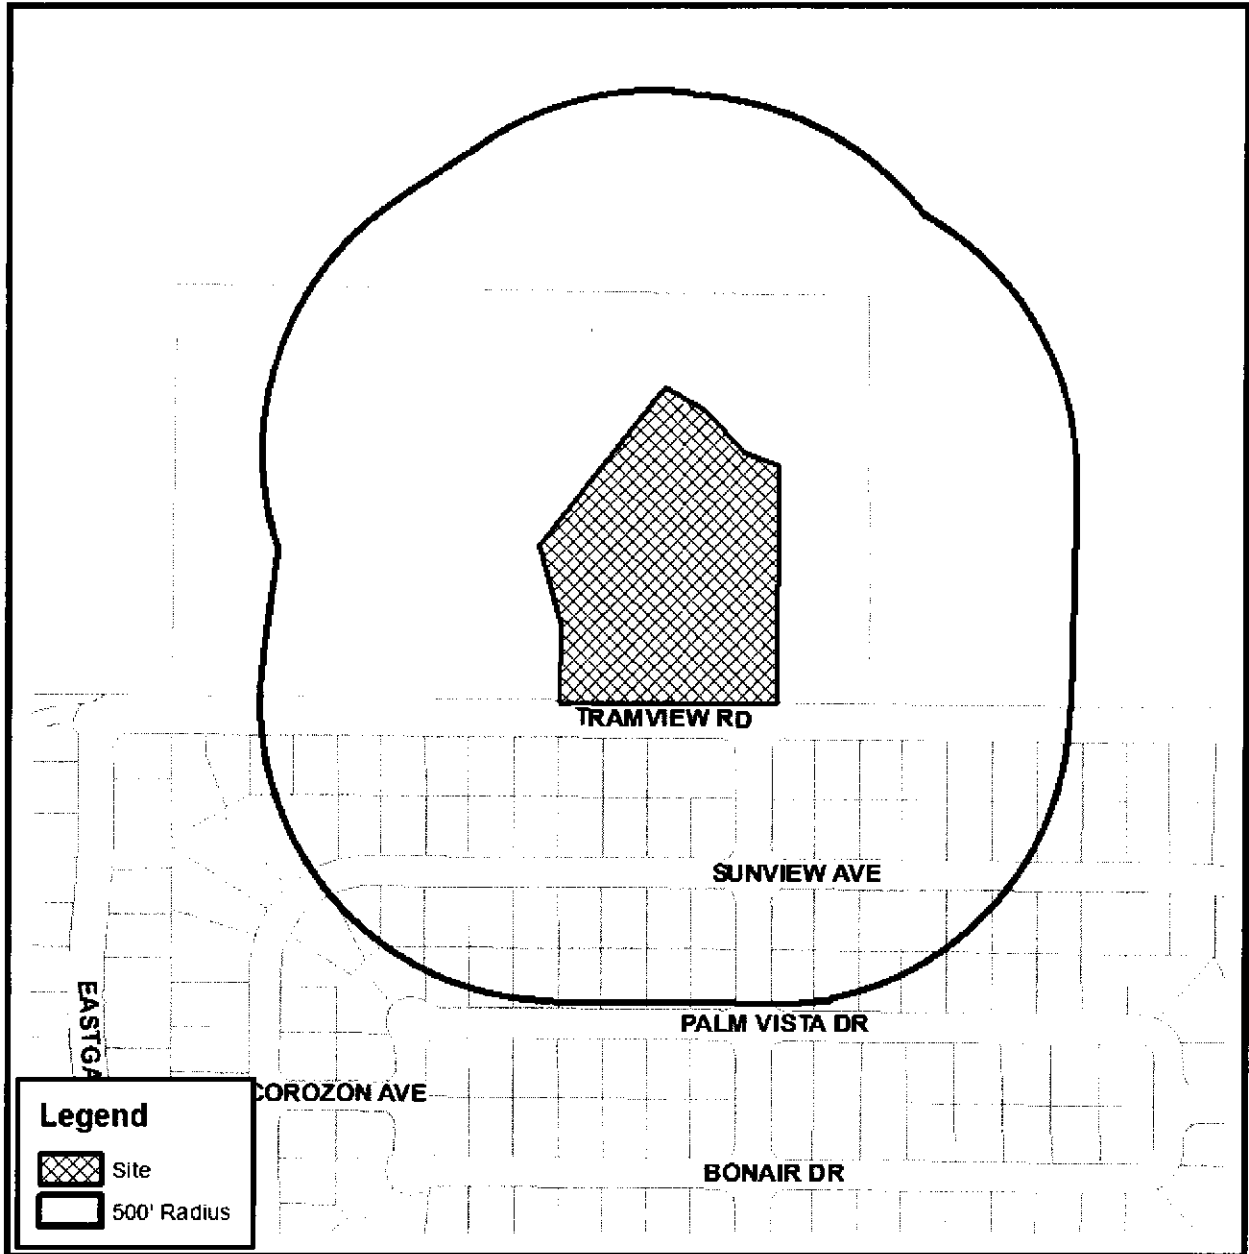 TRAMVIEW RD
SUNVIEW AVE
PALM VISTA DR
EASTGA
COROZON AVE
BONAIR DR
Legend
Site
500' Radius